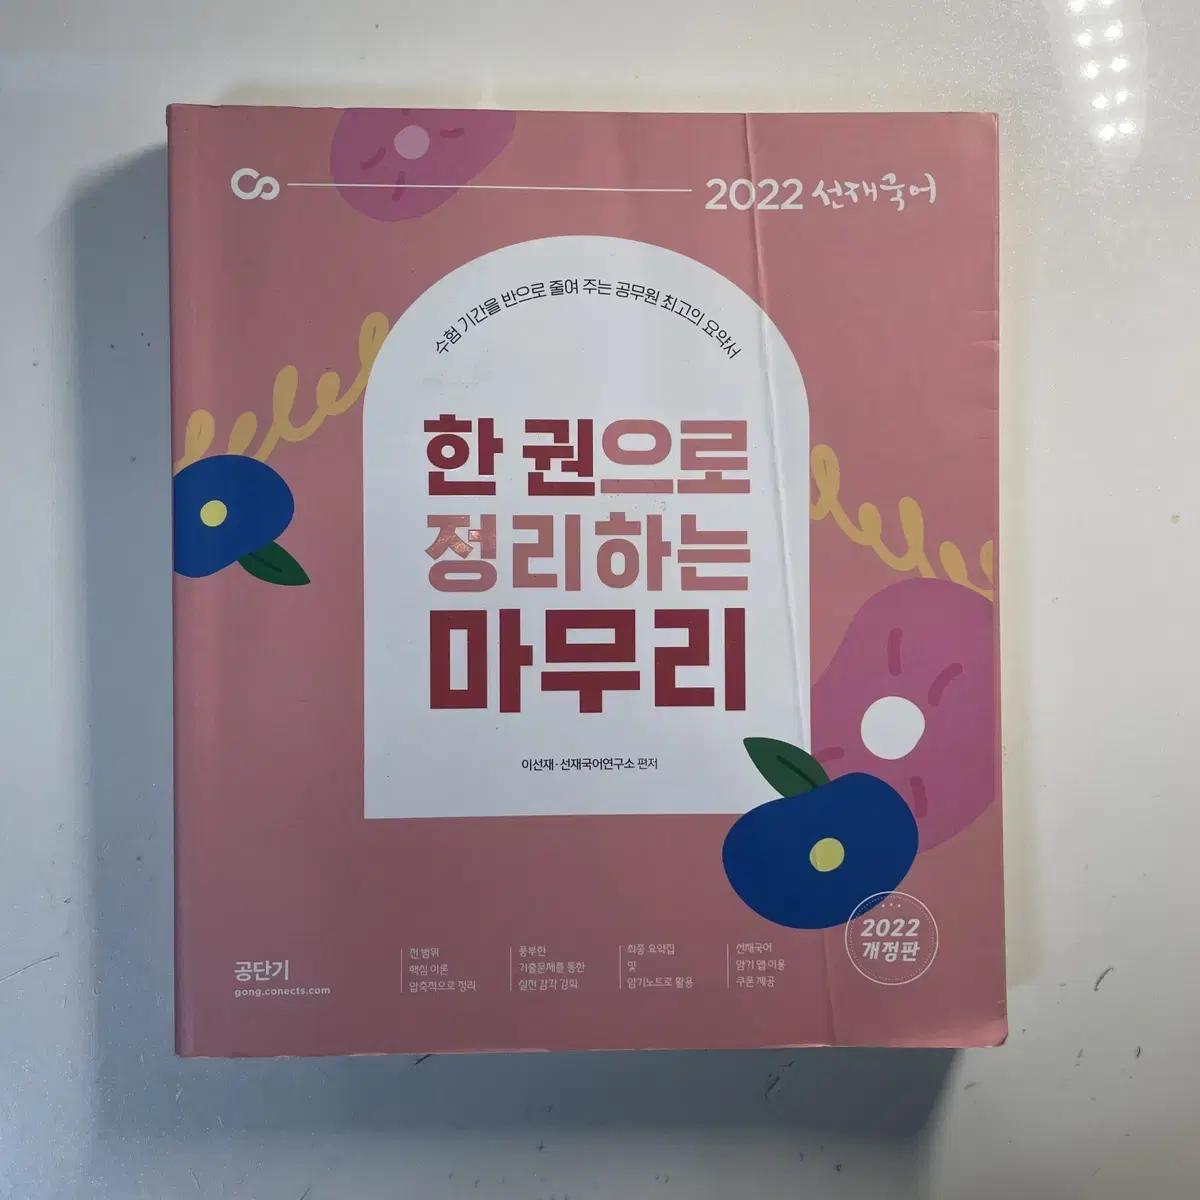 2022 선재국어
수험 기간을 반으로 줄여 주는 공무원 최고의 요약서
한 권으로
정리하는
마무리
이선재·선재국어연구소 편저
2022
개정판
공단기
gong.conects.com
전 범위
핵심 이론
압축적으로 정리
풍부한
기출문제를 통한
실전 감각 강화
최종 요약집
및
암기노트로 활용
선재국어
암기 앱 이용
쿠폰 제공